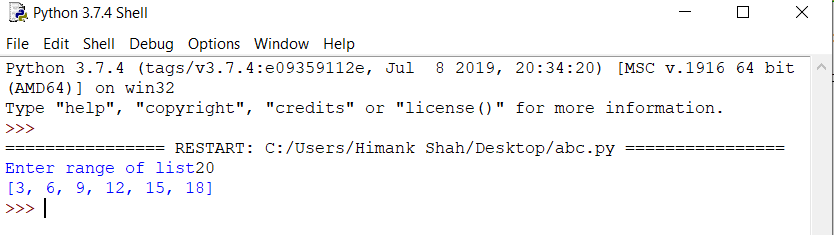 Python 3.7.4 Shell
File Edit Shell Debug Options Window Help
Python 3.7.4 (tags/v3.7.4:e09359112e, Jul  8 2019, 20:34:20) [MSC v.1916 64 bit
(AMD64)] on win32
Type "help", "copyright", "credits" or "license()" for more information.
>>>
================ RESTART: C:/Users/Himank Shah/Desktop/abc.py ================
Enter range of list20
[3, 6, 9, 12, 15, 18]
>>>